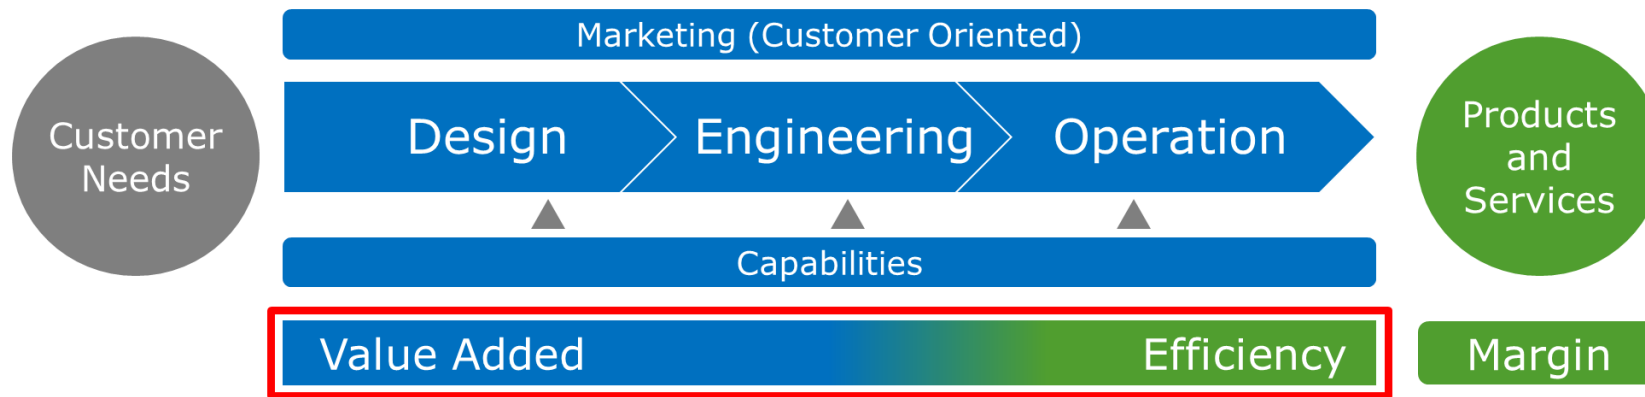 Marketing (Customer Oriented)
Customer
Needs
Design
Engineering
Operation
Products
and
Services
Capabilities
Value Added
Efficiency
Margin